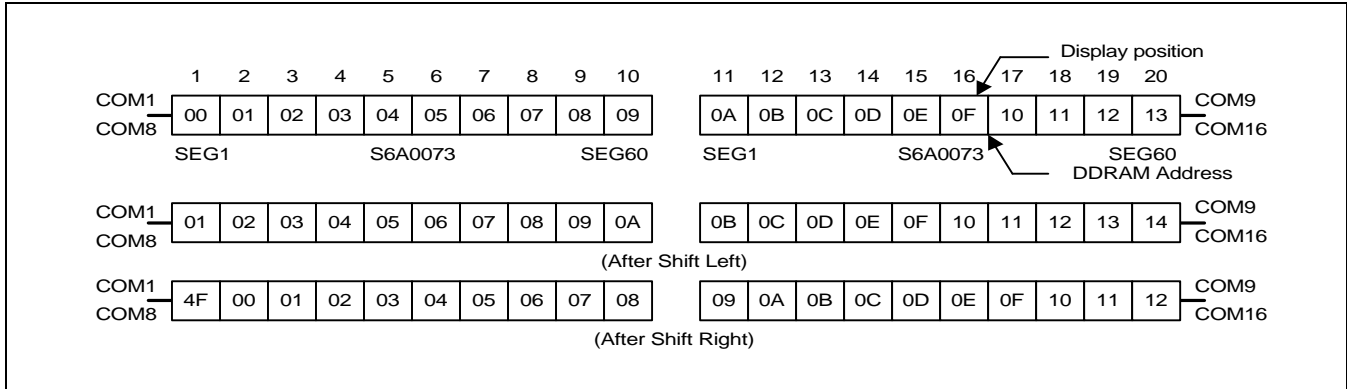 Display position
1 2 3 4 5 6 7 8 9 10 11 12 13 14 15 16 17 18 19 20
COM1 COM9
00 01 02 03 04 05 06 07 08 09 0A 0B 0C 0D 0E 0F 10 11 12 13
COM8 COM16
SEG1 S6A0073 SEG60 SEG1 S6A0073 SEG60
DDRAM Address
COM1 COM9
01 02 03 04 05 06 07 08 09 0A 0B 0C 0D 0E 0F 10 11 12 13 14
COM8 COM16
(After Shift Left)
COM1 COM9
4F 00 01 02 03 04 05 06 07 08 09 0A 0B 0C 0D 0E 0F 10 11 12
COM8 COM16
(After Shift Right)